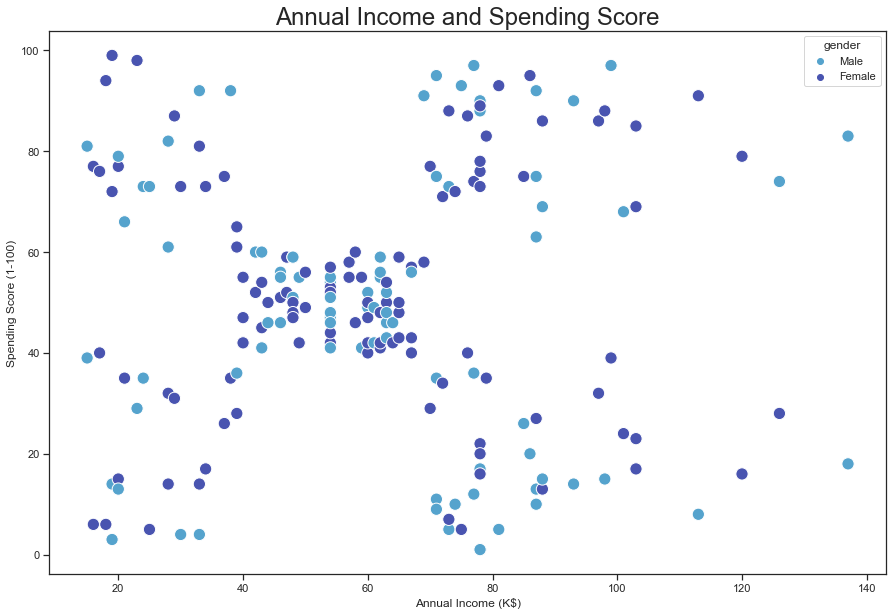 Annual Income and Spending Score
gender
Male
Female
100
80
60
40
20
0
Spending Score (1-100)
20 40 60 80 100 120 140
Annual Income (K$)